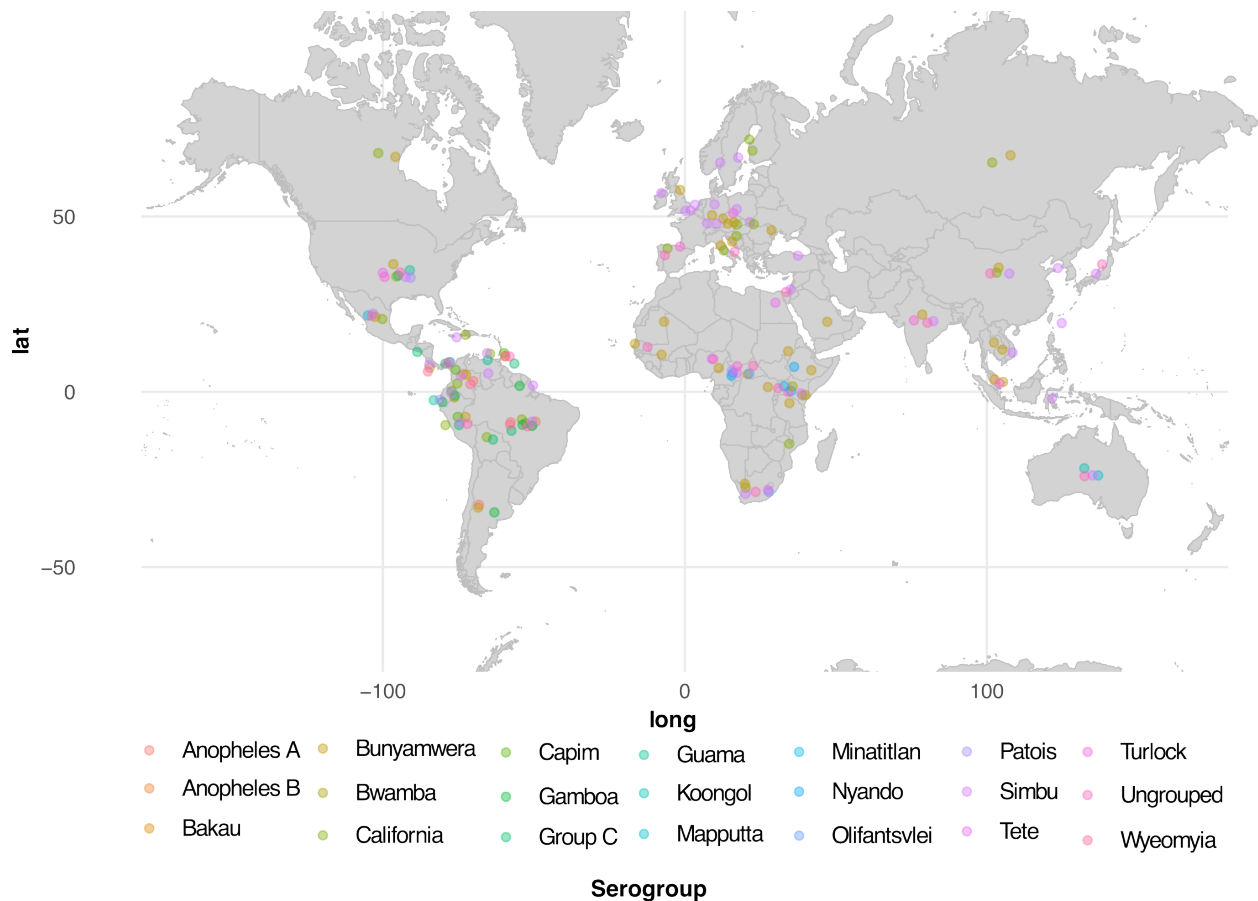 lat
50
0
−50
−100
0
100
long
Anopheles A
Bunyamwera
Capim
Guama
Minatitlan
Patois
Turlock
Anopheles B
Bwamba
Gamboa
Koongol
Nyando
Simbu
Ungrouped
Bakau
California
Group C
Mapputta
Olifantsvlei
Tete
Wyeomyia
Serogroup